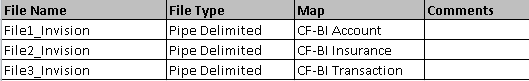 File Name File Type Map Comments
File1_Invision Pipe Delimited CF-BI Account
File2_Invision Pipe Delimited CF-BI Insurance
File3_Invision Pipe Delimited CF-BI Transaction